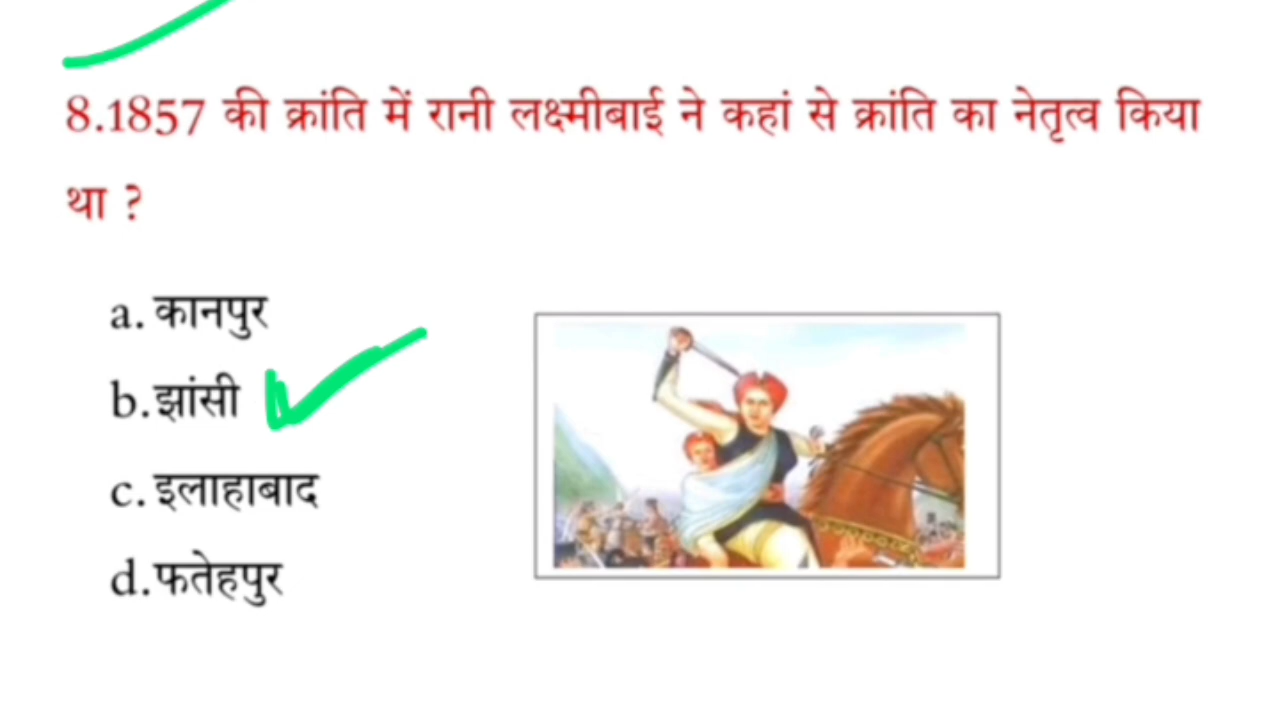 8.1857 की क्रांति में रानी लक्ष्मीबाई ने कहां से क्रांति का नेतृत्व किया
था ?
a. कानपुर
b.झांसी
c. इलाहाबाद
d.फतेहपुर